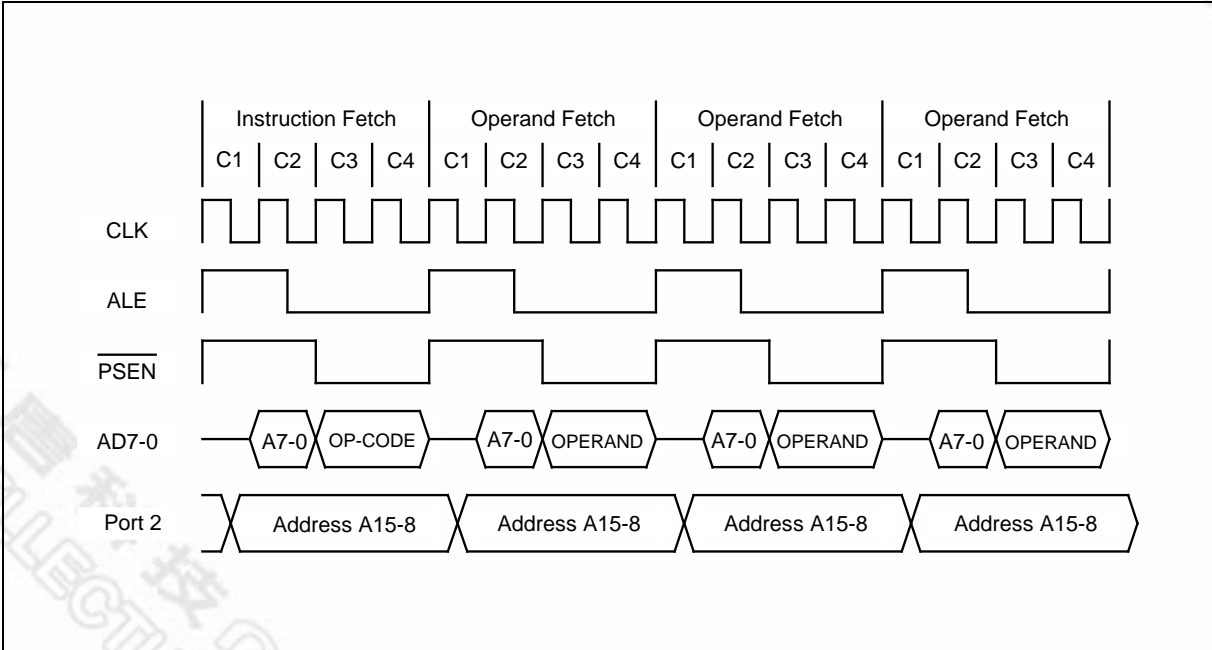 Instruction Fetch Operand Fetch Operand Fetch Operand Fetch
C1 C2 C3 C4 C1 C2 C3 C4 C1 C2 C3 C4 C1 C2 C3 C4
CLK
ALE
PSEN
AD7-0 A7-0 OP-CODE A7-0 OPERAND A7-0 OPERAND A7-0 OPERAND
Port 2 Address A15-8 Address A15-8 Address A15-8 Address A15-8